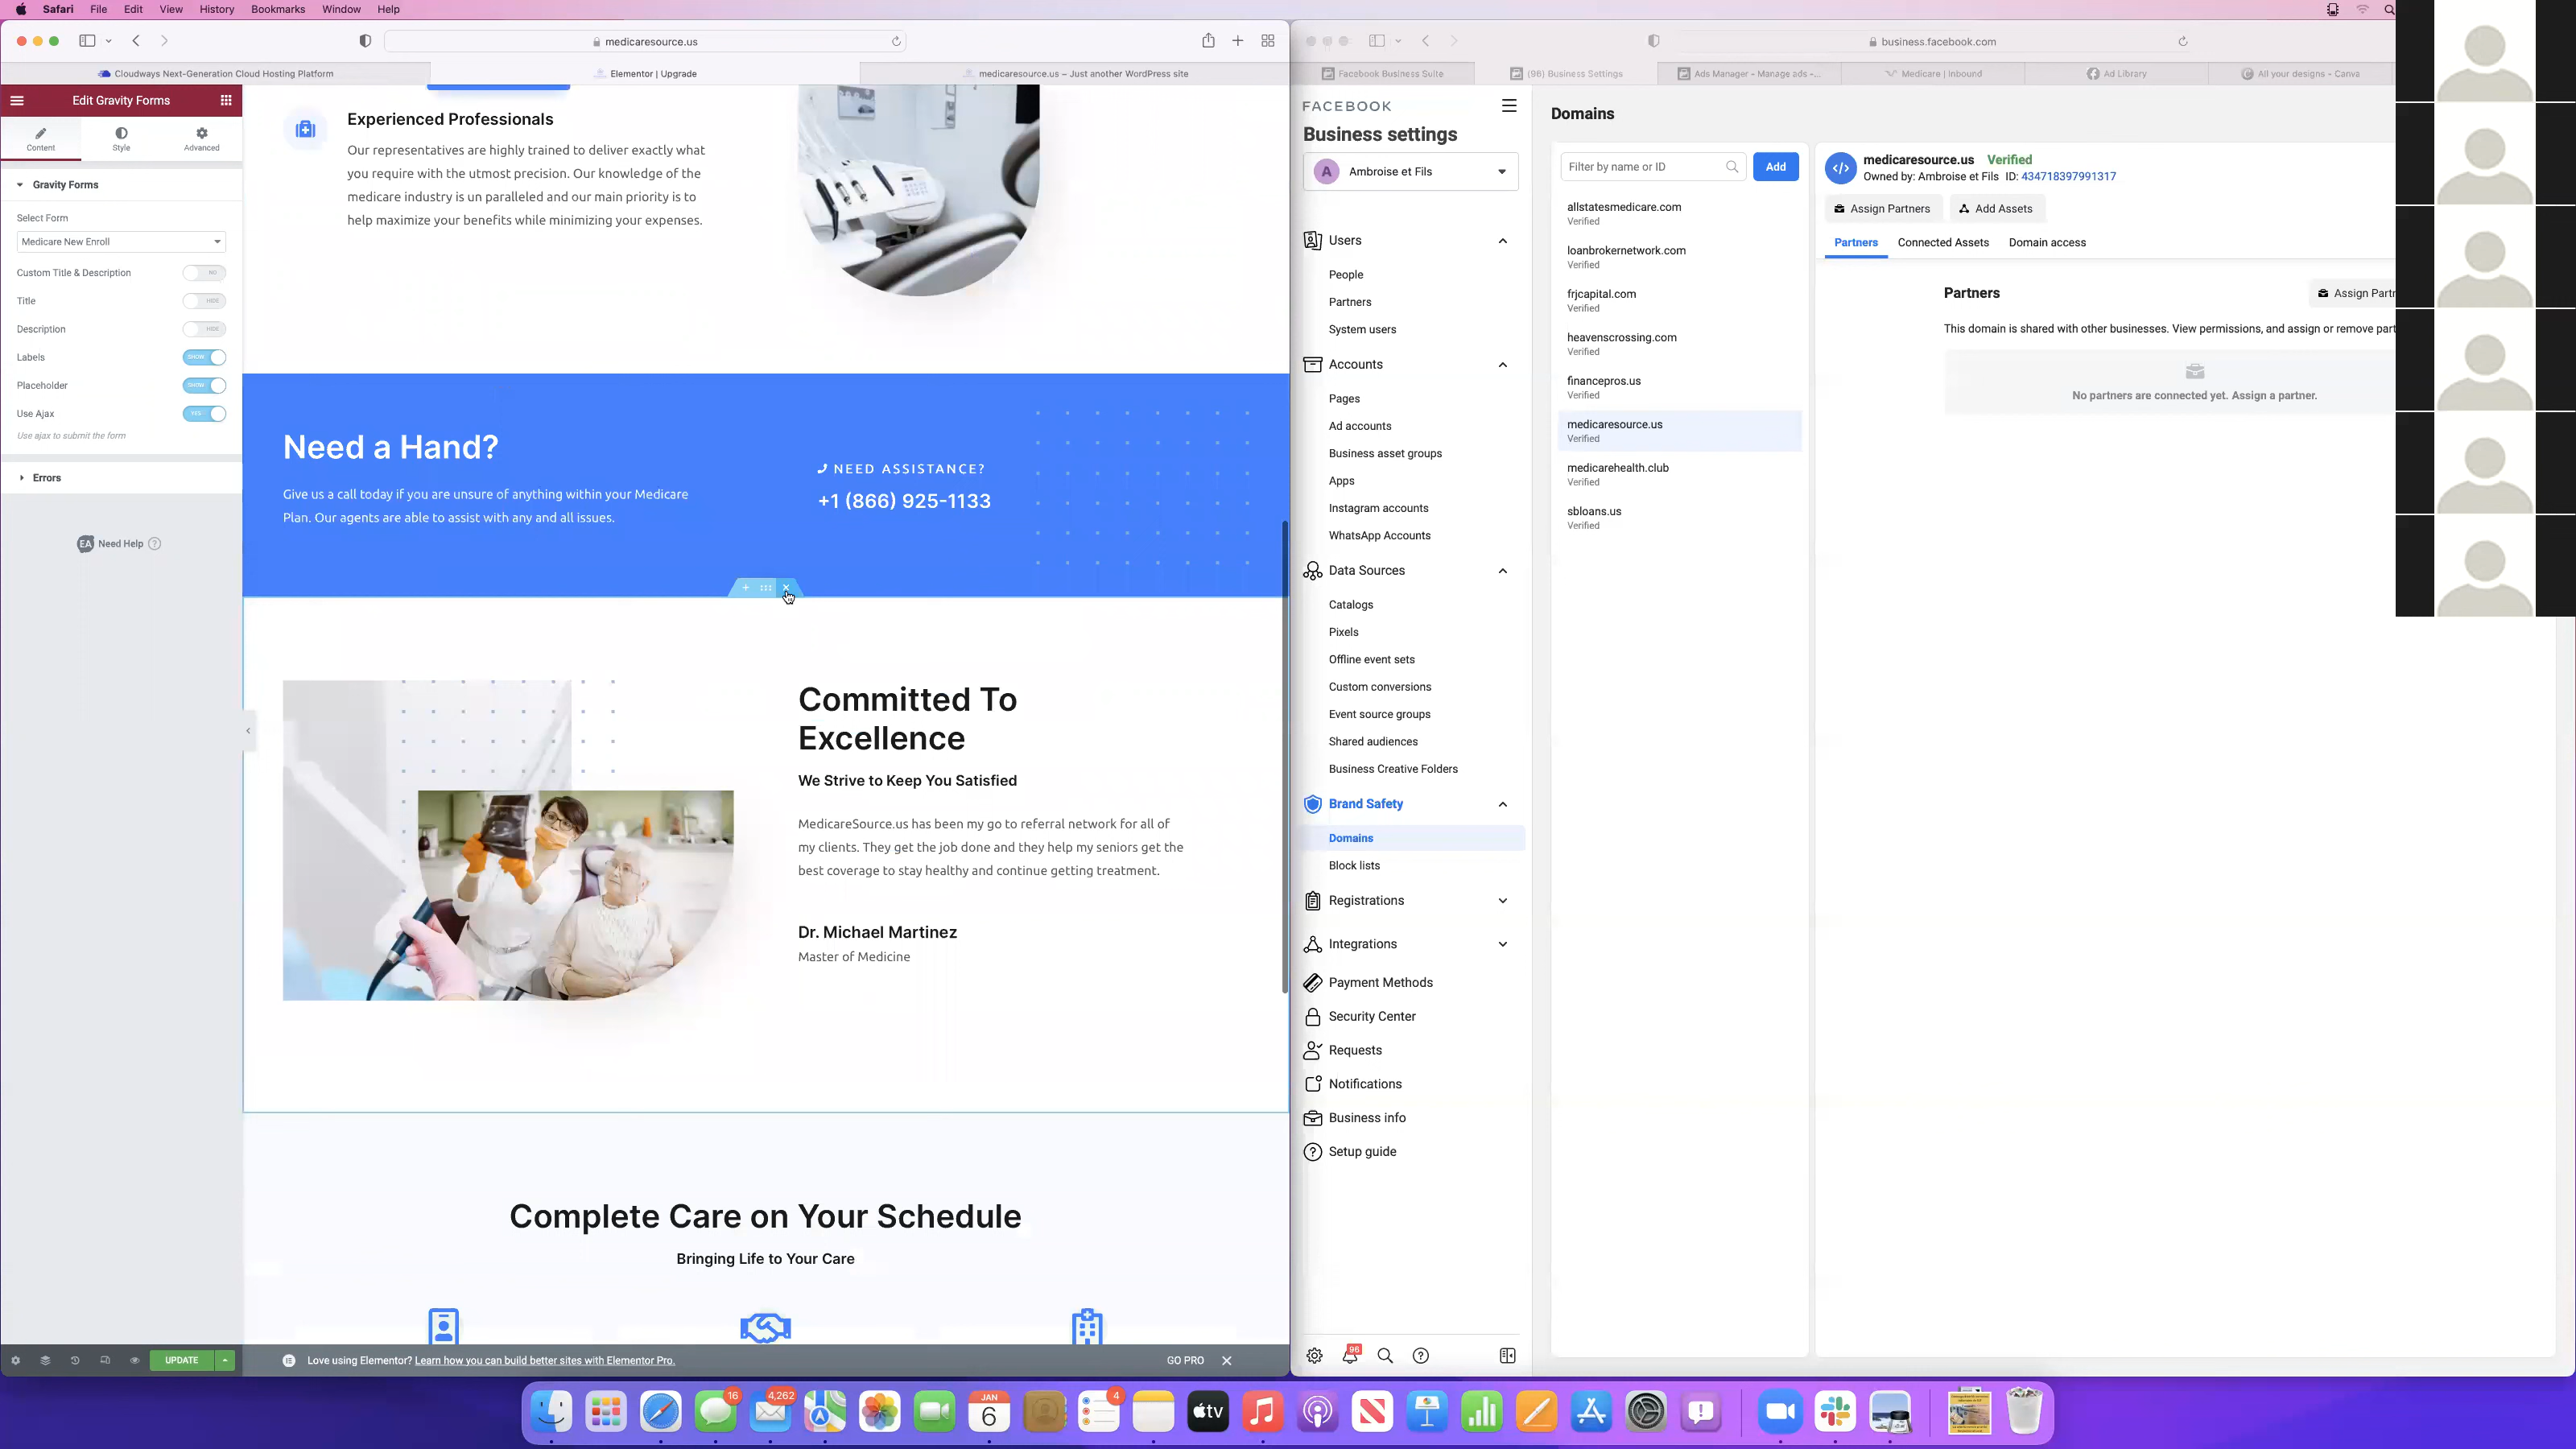 Safari File Edit View History Bookmarks Window Help
medicaresource.us
Cloudways Next-Generation Cloud Hosting Platform
Elementor | Upgrade
medicaresource.us – Just another WordPress site
Edit Gravity Forms
Content
Style
Advanced
Gravity Forms
Select Form
Medicare New Enroll
Custom Title & Description
NO
Title
HIDE
Description
HIDE
Labels
SHOW
Placeholder
SHOW
Use Ajax
YES
Use ajax to submit the form
Errors
EA Need Help ?
UPDATE
Experienced Professionals
Our representatives are highly trained to deliver exactly what
you require with the utmost precision. Our knowledge of the
medicare industry is un paralleled and our main priority is to
help maximize your benefits while minimizing your expenses.
Need a Hand?
Give us a call today if you are unsure of anything within your Medicare
Plan. Our agents are able to assist with any and all issues.
NEED ASSISTANCE?
+1 (866) 925-1133
Committed To
Excellence
We Strive to Keep You Satisfied
MedicareSource.us has been my go to referral network for all of
my clients. They get the job done and they help my seniors get the
best coverage to stay healthy and continue getting treatment.
Dr. Michael Martinez
Master of Medicine
Complete Care on Your Schedule
Bringing Life to Your Care
Love using Elementor? Learn how you can build better sites with Elementor Pro.
GO PRO
business.facebook.com
Facebook Business Suite
(96) Business Settings
Ads Manager - Manage ads -...
Medicare | Inbound
Ad Library
All your designs - Canva
FACEBOOK
Business settings
A Ambroise et Fils
Users
People
Partners
System users
Accounts
Pages
Ad accounts
Business asset groups
Apps
Instagram accounts
WhatsApp Accounts
Data Sources
Catalogs
Pixels
Offline event sets
Custom conversions
Event source groups
Shared audiences
Business Creative Folders
Brand Safety
Domains
Block lists
Registrations
Integrations
Payment Methods
Security Center
Requests
Notifications
Business info
Setup guide
96
Domains
Filter by name or ID
Add
allstatesmedicare.com
Verified
loanbrokernetwork.com
Verified
frjcapital.com
Verified
heavenscrossing.com
Verified
financepros.us
Verified
medicaresource.us
Verified
medicarehealth.club
Verified
sbloans.us
Verified
medicaresource.us Verified
Owned by: Ambroise et Fils ID: 434718397991317
Assign Partners
Add Assets
Partners
Connected Assets
Domain access
Partners
Assign Partr
This domain is shared with other businesses. View permissions, and assign or remove part
No partners are connected yet. Assign a partner.
16
4,262
JAN
6
4
tv